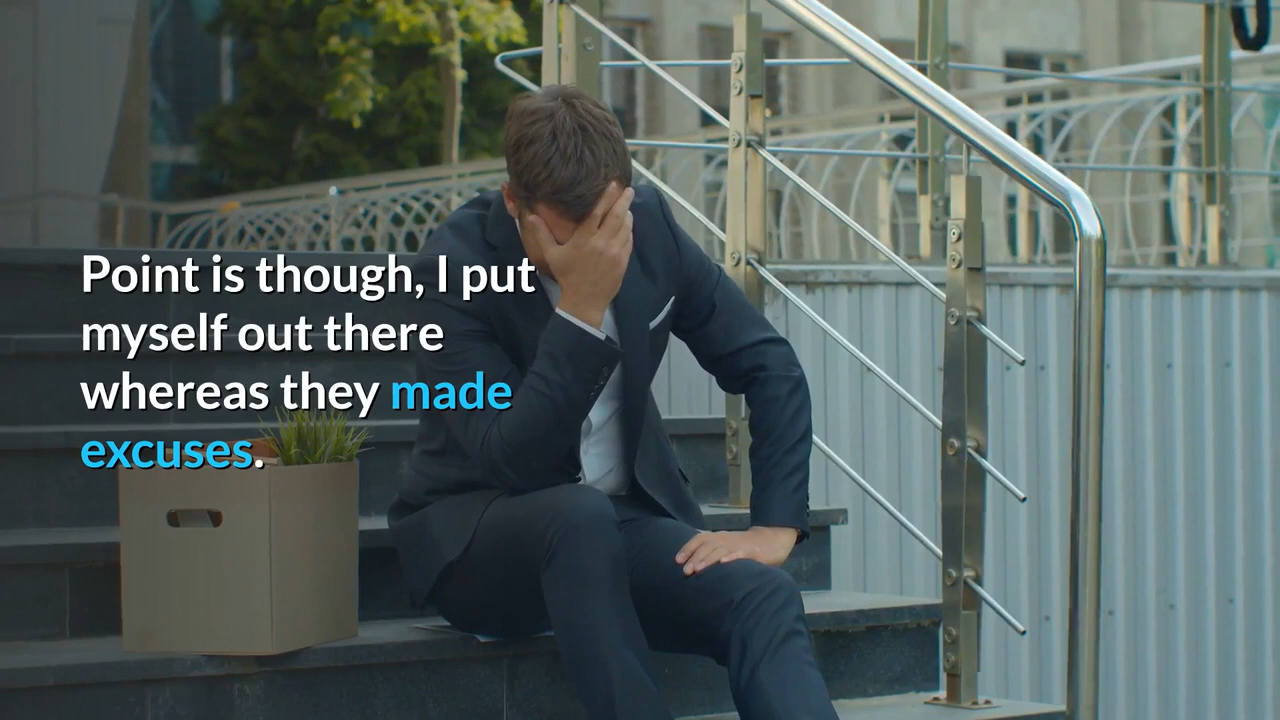 Point is though, I put
myself out there
whereas they made
excuses.